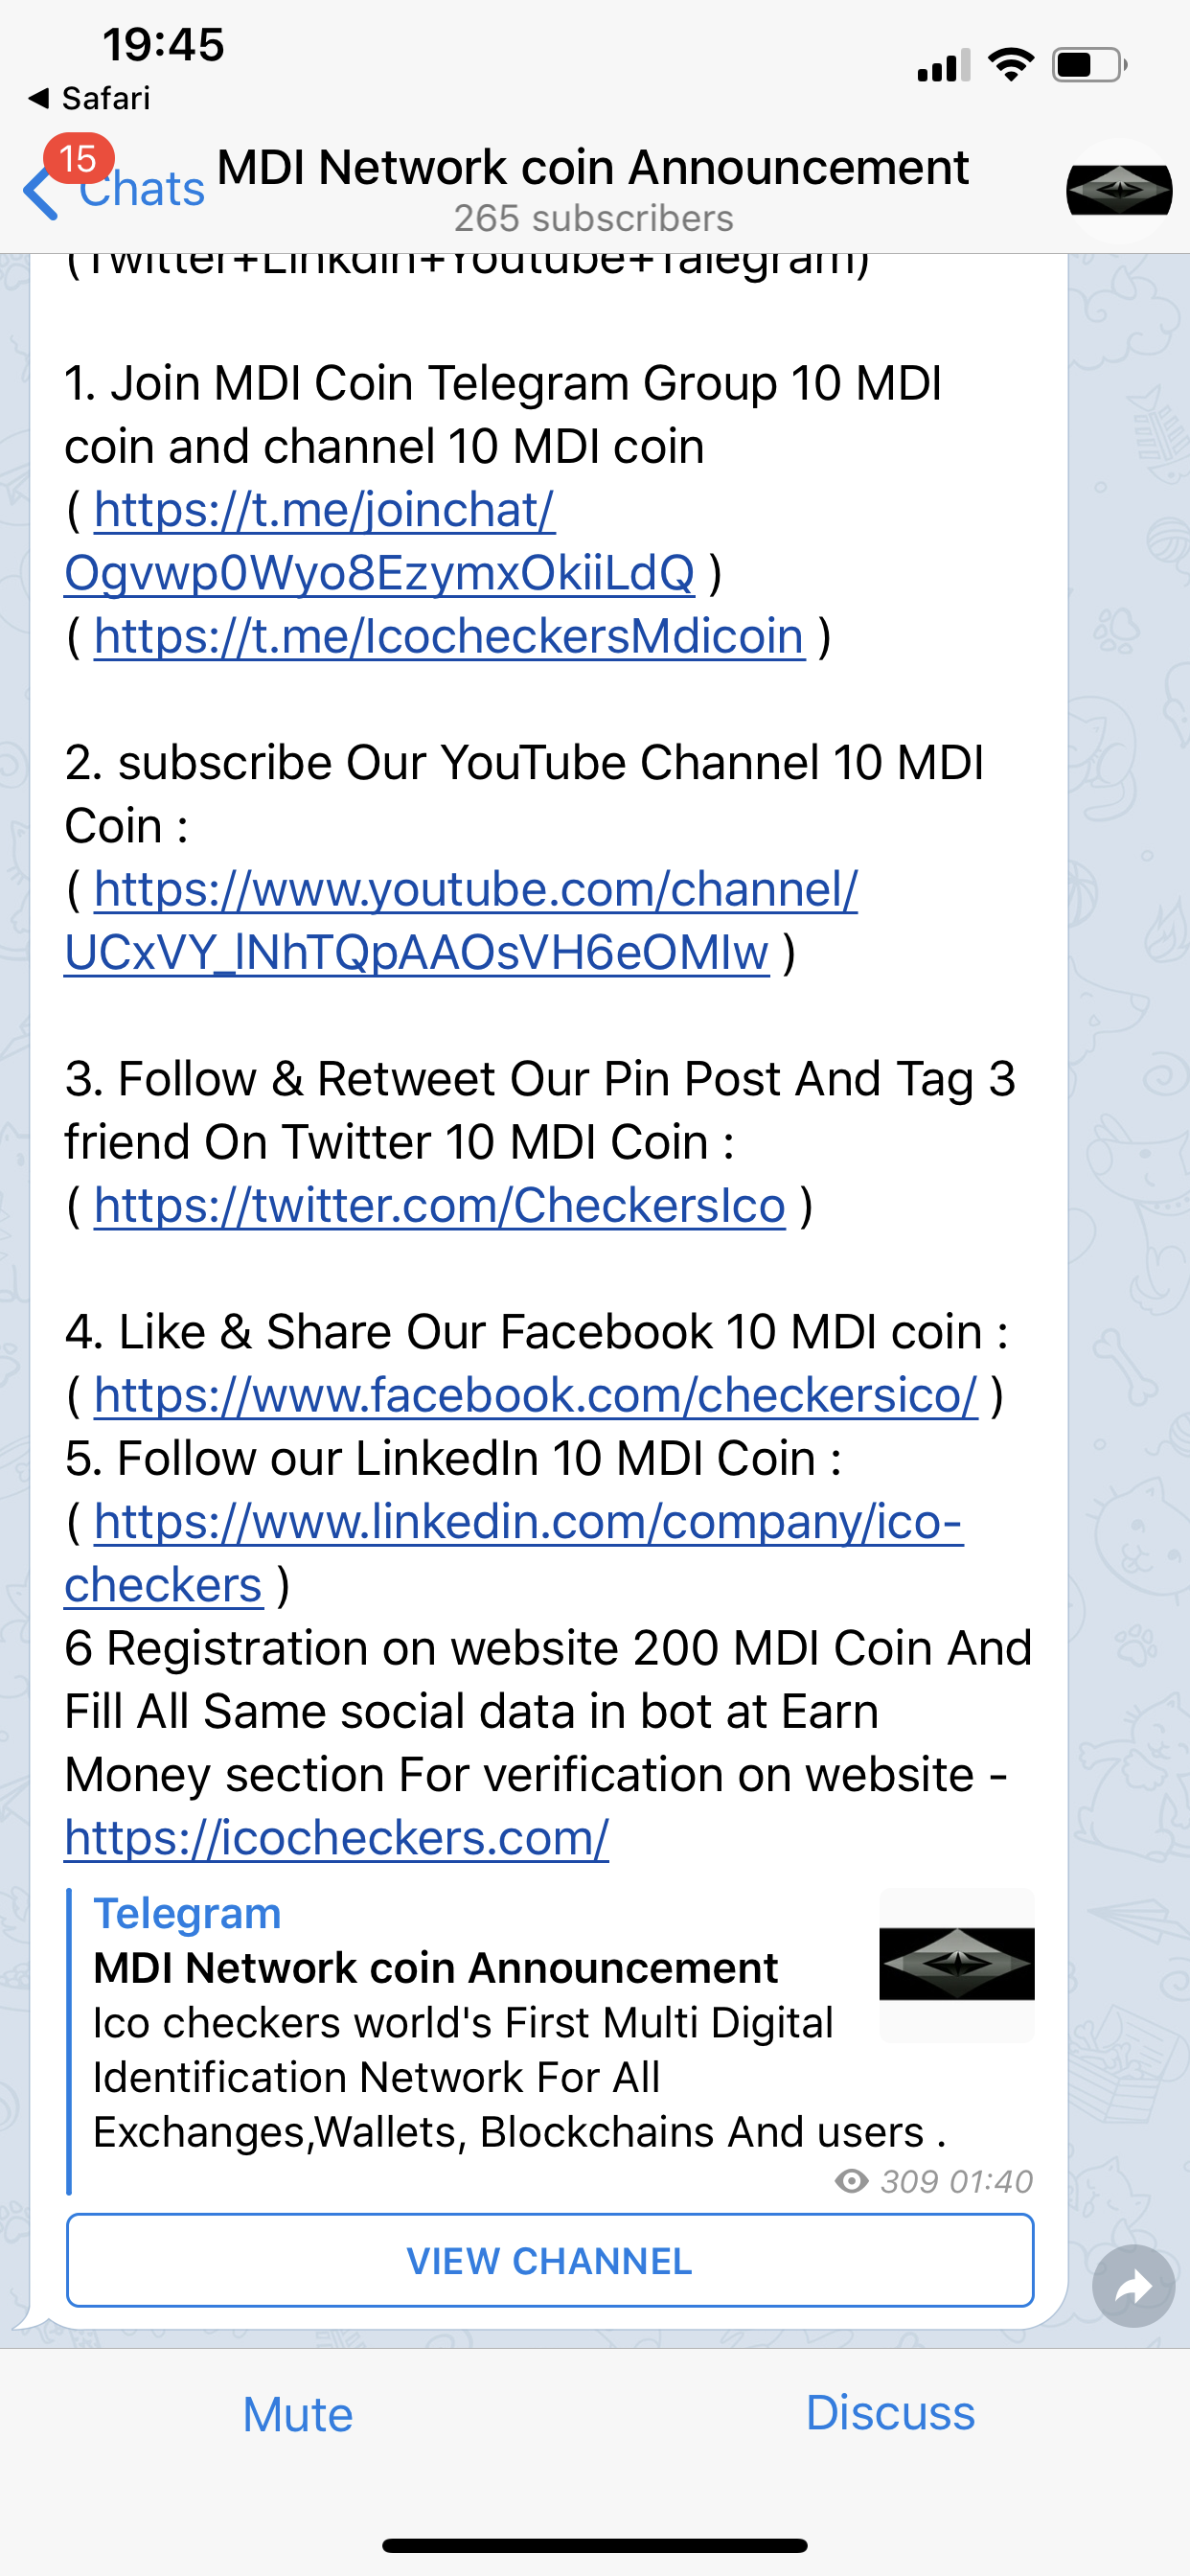 19:45
Safari
15
Chats
MDI Network coin Announcement
265 subscribers
(Twitter+Linkdin+Youtube+Talegram)
1. Join MDI Coin Telegram Group 10 MDI
coin and channel 10 MDI coin
( https://t.me/joinchat/
Ogvwp0Wyo8EzymxOkiiLdQ )
( https://t.me/IcocheckersMdicoin )
2. subscribe Our YouTube Channel 10 MDI
Coin :
( https://www.youtube.com/channel/
UCxVY_lNhTQpAAOsVH6eOMIw )
3. Follow & Retweet Our Pin Post And Tag 3
friend On Twitter 10 MDI Coin :
( https://twitter.com/CheckersIco )
4. Like & Share Our Facebook 10 MDI coin :
( https://www.facebook.com/checkersico/ )
5. Follow our LinkedIn 10 MDI Coin :
( https://www.linkedin.com/company/ico-
checkers )
6 Registration on website 200 MDI Coin And
Fill All Same social data in bot at Earn
Money section For verification on website -
https://icocheckers.com/
Telegram
MDI Network coin Announcement
Ico checkers world's First Multi Digital
Identification Network For All
Exchanges,Wallets, Blockchains And users .
309 01:40
VIEW CHANNEL
Mute
Discuss